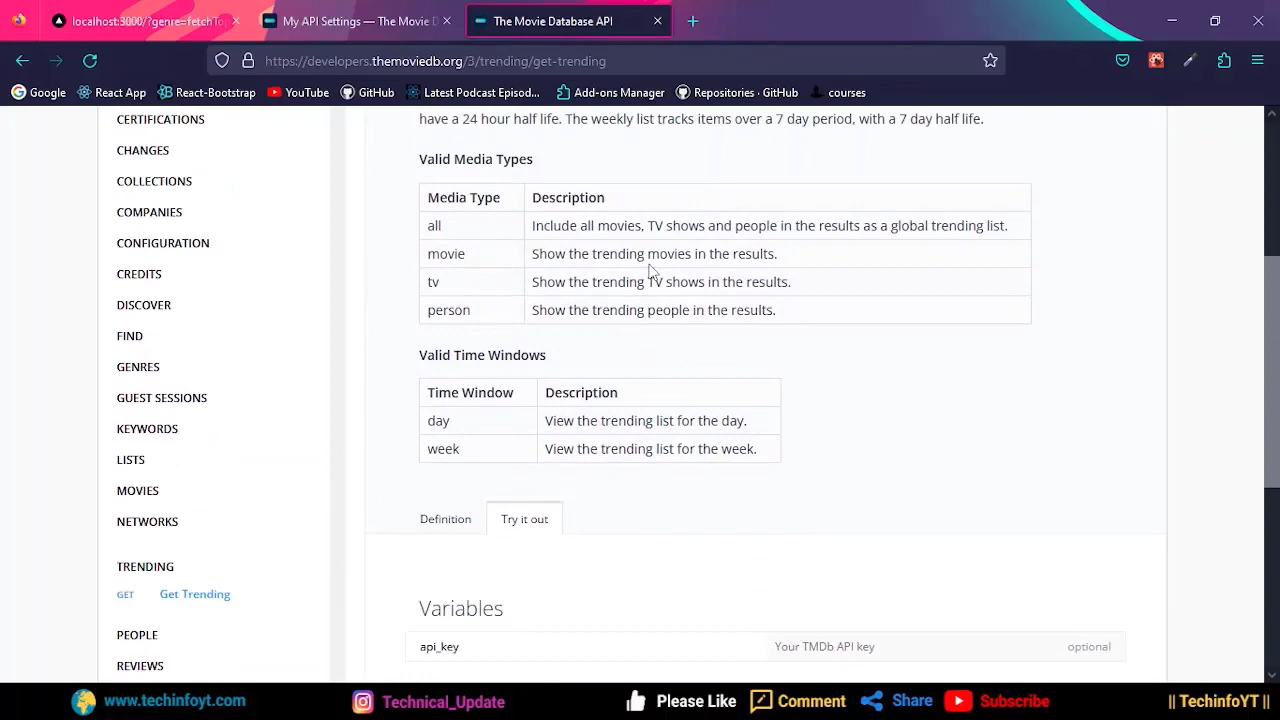 localhost:3000/?genre=fetchTo
My API Settings — The Movie D
The Movie Database API
https://developers.themoviedb.org/3/trending/get-trending
Google
React App
React-Bootstrap
YouTube
GitHub
Latest Podcast Episod...
Add-ons Manager
Repositories · GitHub
courses
CERTIFICATIONS
CHANGES
COLLECTIONS
COMPANIES
CONFIGURATION
CREDITS
DISCOVER
FIND
GENRES
GUEST SESSIONS
KEYWORDS
LISTS
MOVIES
NETWORKS
TRENDING
GET Get Trending
PEOPLE
REVIEWS
have a 24 hour half life. The weekly list tracks items over a 7 day period, with a 7 day half life.
Valid Media Types
Media Type Description
all Include all movies, TV shows and people in the results as a global trending list.
movie Show the trending movies in the results.
tv Show the trending TV shows in the results.
person Show the trending people in the results.
Valid Time Windows
Time Window Description
day View the trending list for the day.
week View the trending list for the week.
Definition Try it out
Variables
api_key Your TMDb API key optional
www.techinfoyt.com
Technical_Update
Please Like
Comment
Share
Subscribe
|| TechinfoYT ||